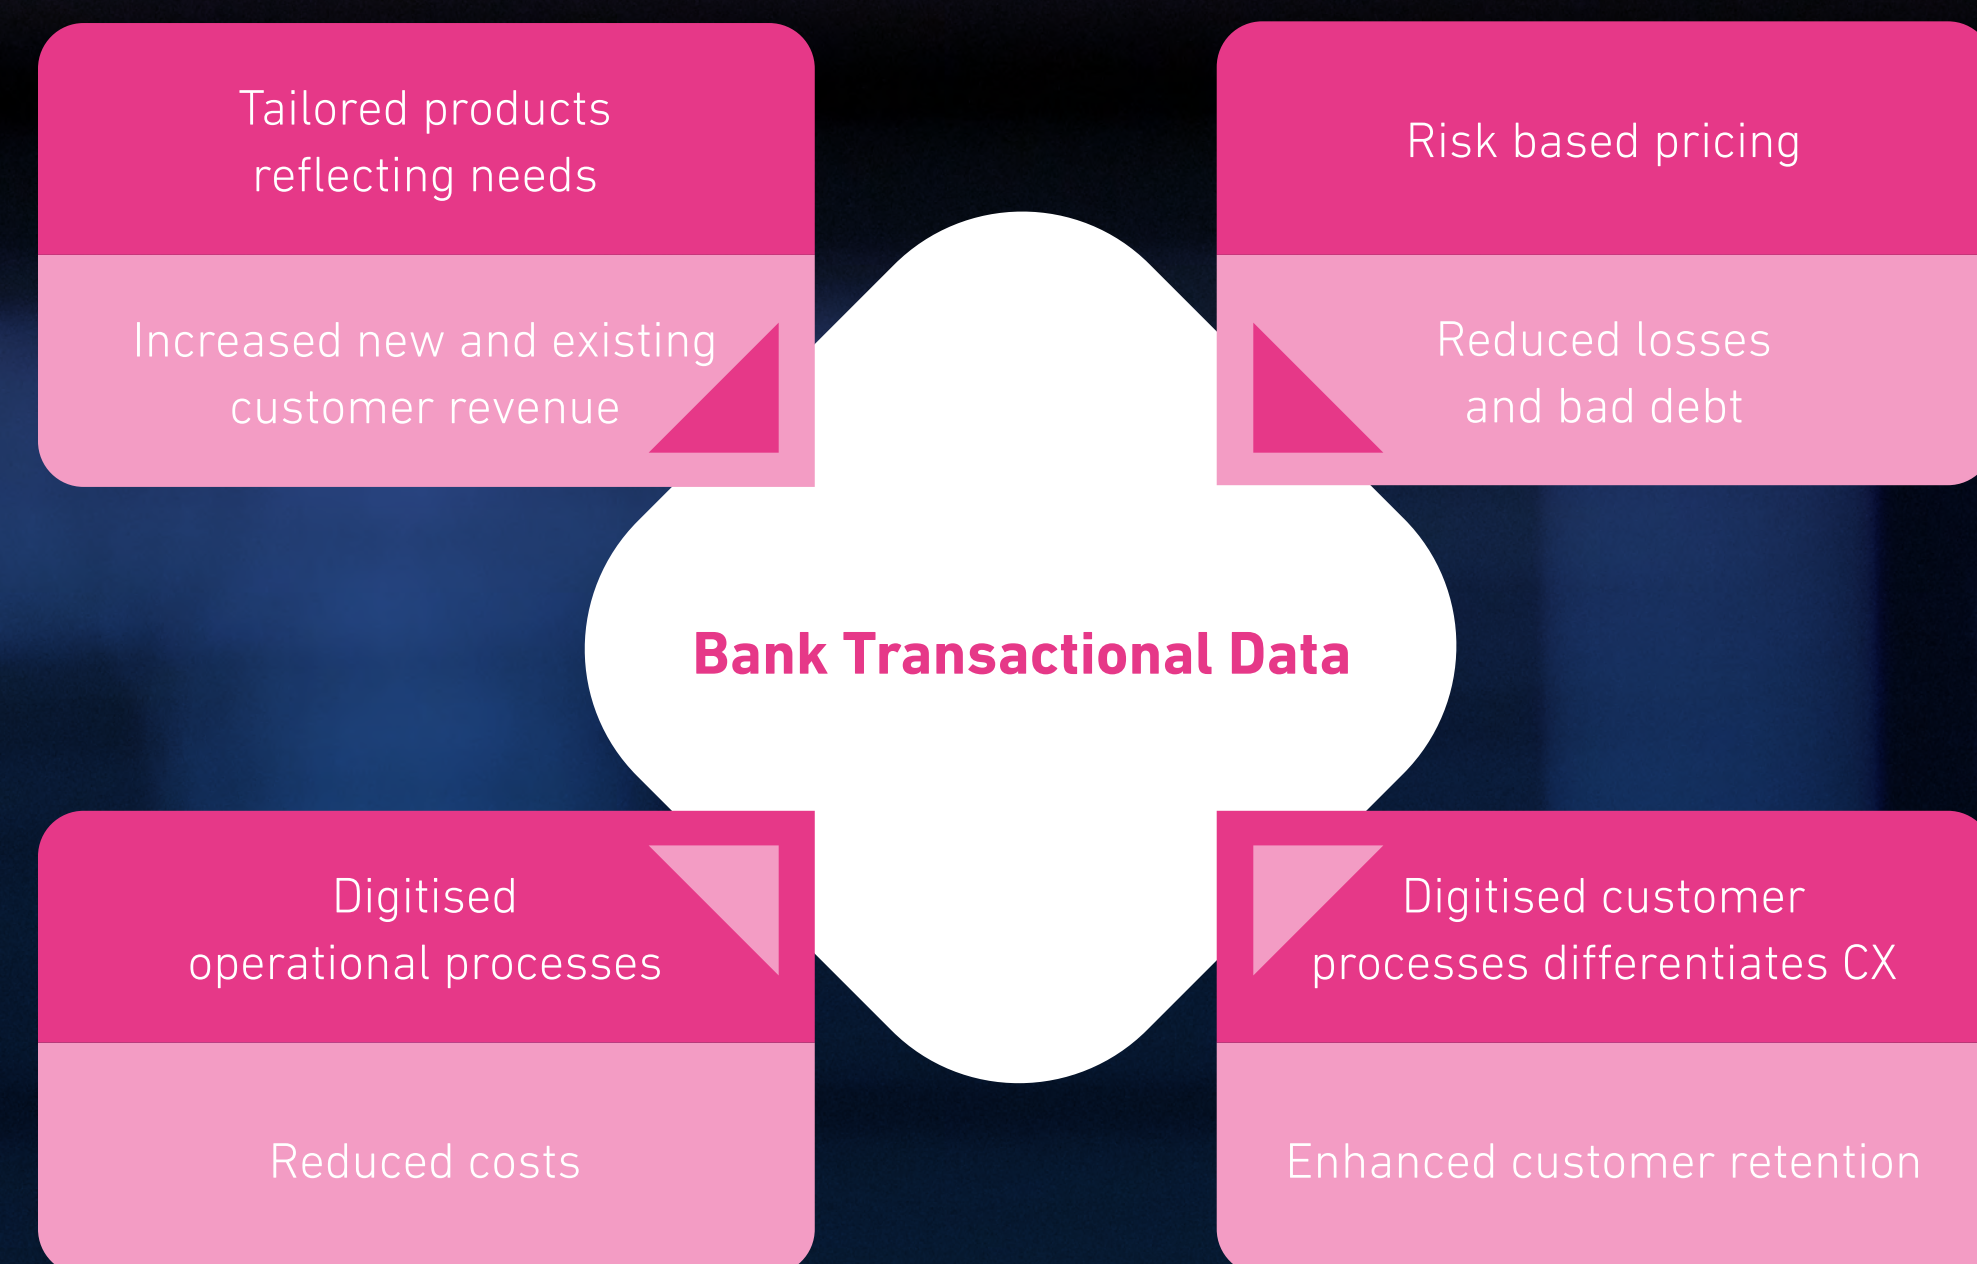 Tailored products
reflecting needs
Increased new and existing
customer revenue
Risk based pricing
Reduced losses
and bad debt
Bank Transactional Data
Digitised
operational processes
Reduced costs
Digitised customer
processes differentiates CX
Enhanced customer retention